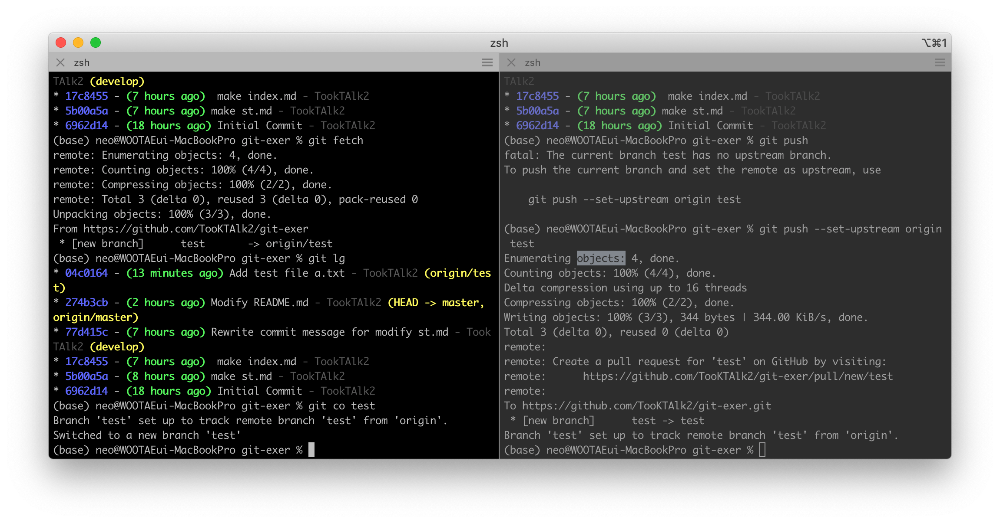 zsh
⌥⌘1
zsh
TAlk2 (develop)
* 17c8455 - (7 hours ago)  make index.md - TookTAlk2
* 5b00a5a - (7 hours ago) make st.md - TookTAlk2
* 6962d14 - (18 hours ago) Initial Commit - TookTAlk2
(base) neo@WOOTAEui-MacBookPro git-exer % git fetch
remote: Enumerating objects: 4, done.
remote: Counting objects: 100% (4/4), done.
remote: Compressing objects: 100% (2/2), done.
remote: Total 3 (delta 0), reused 3 (delta 0), pack-reused 0
Unpacking objects: 100% (3/3), done.
From https://github.com/TooKTAlk2/git-exer
 * [new branch]      test       -> origin/test
(base) neo@WOOTAEui-MacBookPro git-exer % git lg
* 04c0164 - (13 minutes ago) Add test file a.txt - TookTAlk2 (origin/tes
t)
* 274b3cb - (2 hours ago) Modify README.md - TookTAlk2 (HEAD -> master,
origin/master)
* 77d415c - (7 hours ago) Rewrite commit message for modify st.md - Took
TAlk2 (develop)
* 17c8455 - (7 hours ago)  make index.md - TookTAlk2
* 5b00a5a - (8 hours ago) make st.md - TookTAlk2
* 6962d14 - (18 hours ago) Initial Commit - TookTAlk2
(base) neo@WOOTAEui-MacBookPro git-exer % git co test
Branch 'test' set up to track remote branch 'test' from 'origin'.
Switched to a new branch 'test'
(base) neo@WOOTAEui-MacBookPro git-exer %
zsh
TAlk2
* 17c8455 - (7 hours ago)  make index.md - TookTAlk2
* 5b00a5a - (7 hours ago) make st.md - TookTAlk2
* 6962d14 - (18 hours ago) Initial Commit - TookTAlk2
(base) neo@WOOTAEui-MacBookPro git-exer % git push
fatal: The current branch test has no upstream branch.
To push the current branch and set the remote as upstream, use
    git push --set-upstream origin test
(base) neo@WOOTAEui-MacBookPro git-exer % git push --set-upstream origin
 test
Enumerating objects: 4, done.
Counting objects: 100% (4/4), done.
Delta compression using up to 16 threads
Compressing objects: 100% (2/2), done.
Writing objects: 100% (3/3), 344 bytes | 344.00 KiB/s, done.
Total 3 (delta 0), reused 0 (delta 0)
remote:
remote: Create a pull request for 'test' on GitHub by visiting:
remote:      https://github.com/TooKTAlk2/git-exer/pull/new/test
remote:
To https://github.com/TooKTAlk2/git-exer.git
 * [new branch]      test -> test
Branch 'test' set up to track remote branch 'test' from 'origin'.
(base) neo@WOOTAEui-MacBookPro git-exer %